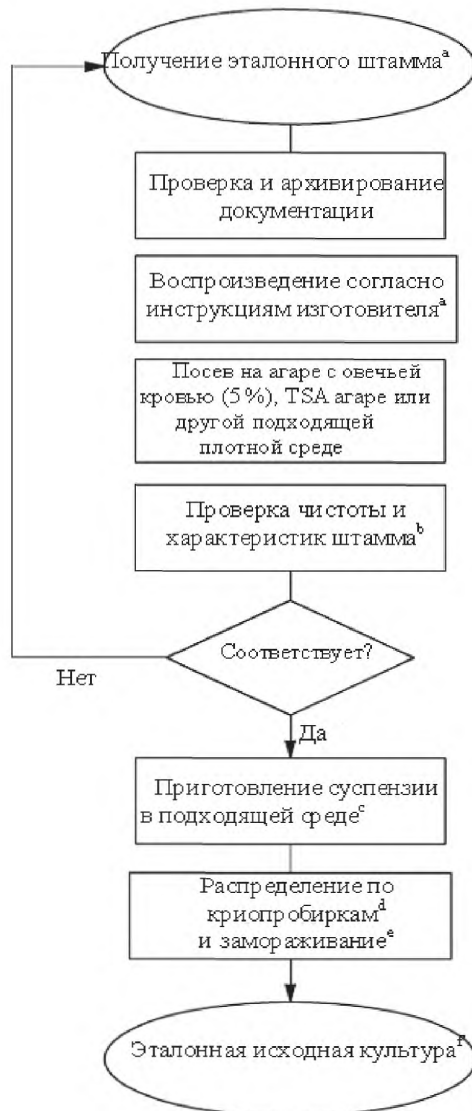 Получение эталонного штамма a
Проверка и архивирование
документации
Воспроизведение согласно
инструкциям изготовителя a
Посев на агаре с овечьей
кровью (5 %), TSA агаре или
другой подходящей
плотной среде
Проверка чистоты и
характеристик штамма b
Соответствует?
Нет
Да
Приготовление суспензии
в подходящей среде c
Распределение по
криопробиркам d
и замораживание e
Эталонная исходная культура f